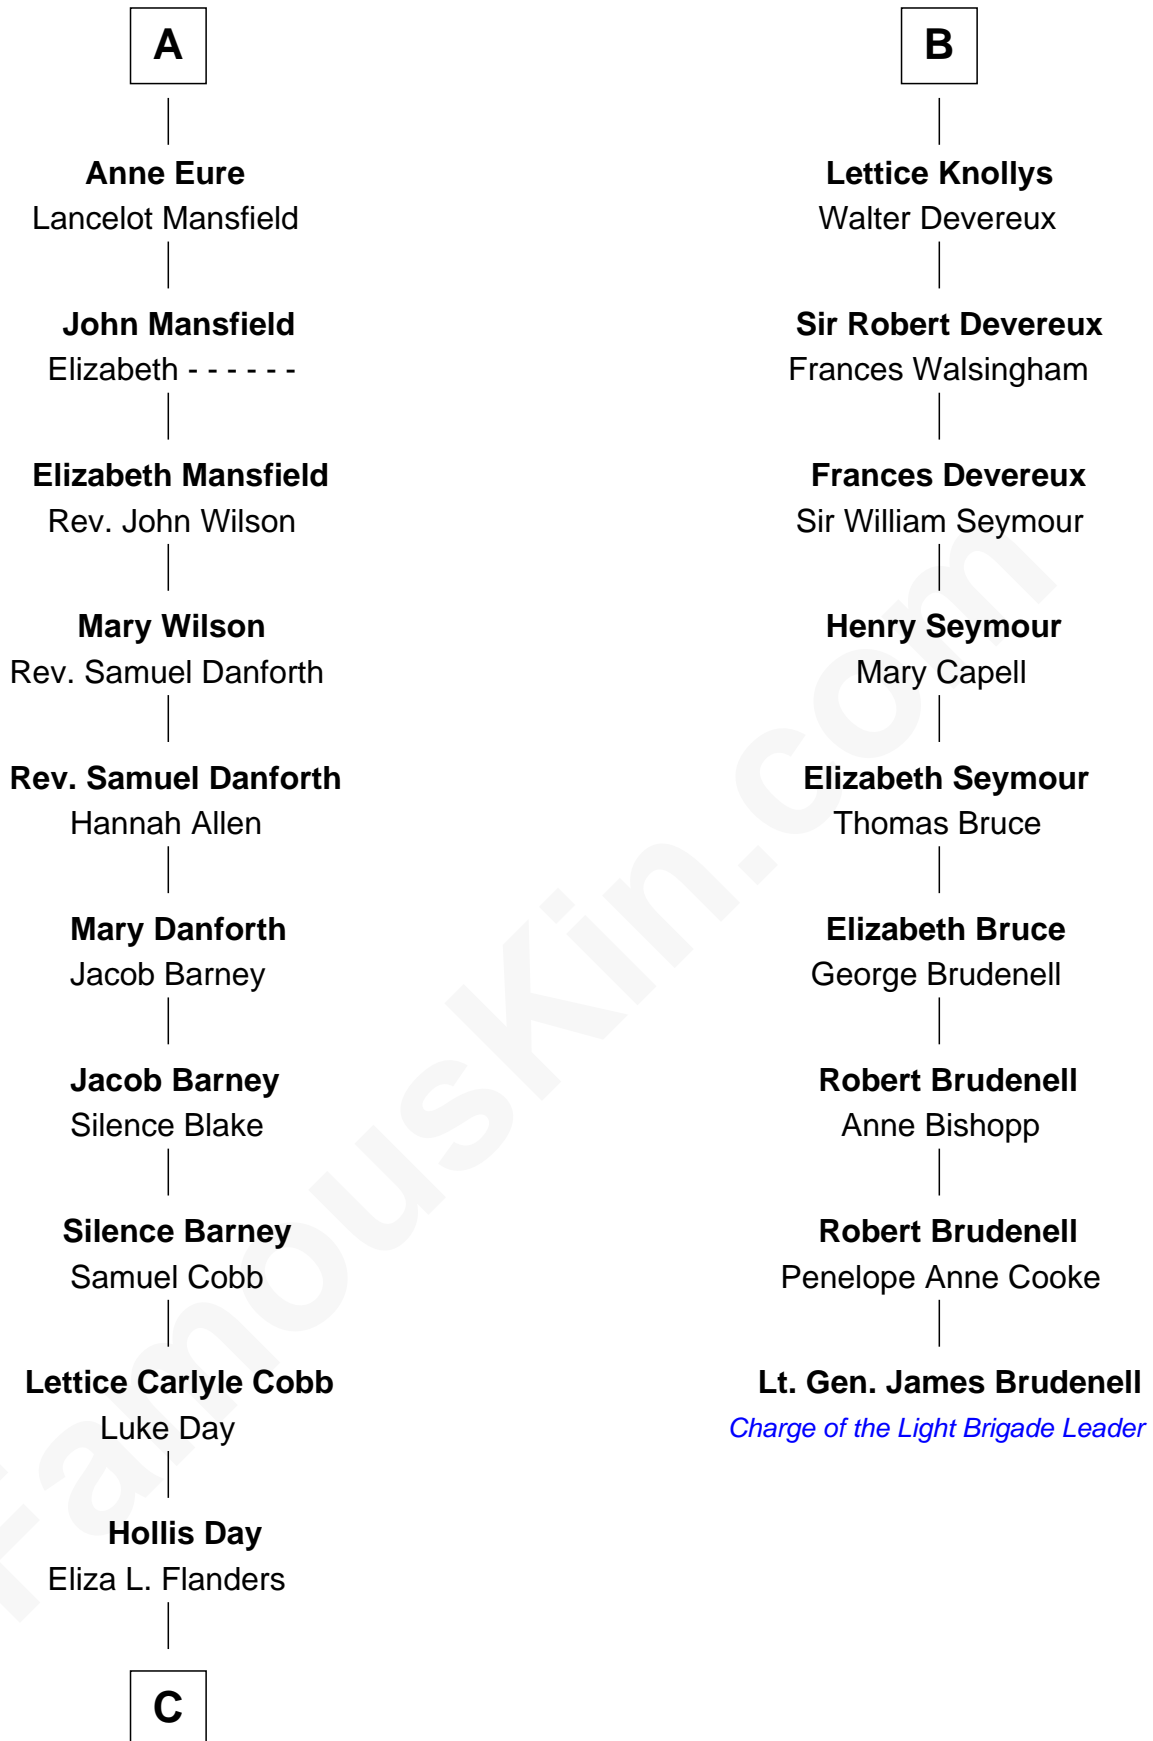 A
Anne Eure
Lancelot Mansfield
John Mansfield
Elizabeth - - - - - -
Elizabeth Mansfield
Rev. John Wilson
Mary Wilson
Rev. Samuel Danforth
Rev. Samuel Danforth
Hannah Allen
Mary Danforth
Jacob Barney
Jacob Barney
Silence Blake
Silence Barney
Samuel Cobb
Lettice Carlyle Cobb
Luke Day
Hollis Day
Eliza L. Flanders
C
B
Lettice Knollys
Walter Devereux
Sir Robert Devereux
Frances Walsingham
Frances Devereux
Sir William Seymour
Henry Seymour
Mary Capell
Elizabeth Seymour
Thomas Bruce
Elizabeth Bruce
George Brudenell
Robert Brudenell
Anne Bishopp
Robert Brudenell
Penelope Anne Cooke
Lt. Gen. James Brudenell
Charge of the Light Brigade Leader
FamousKin.com